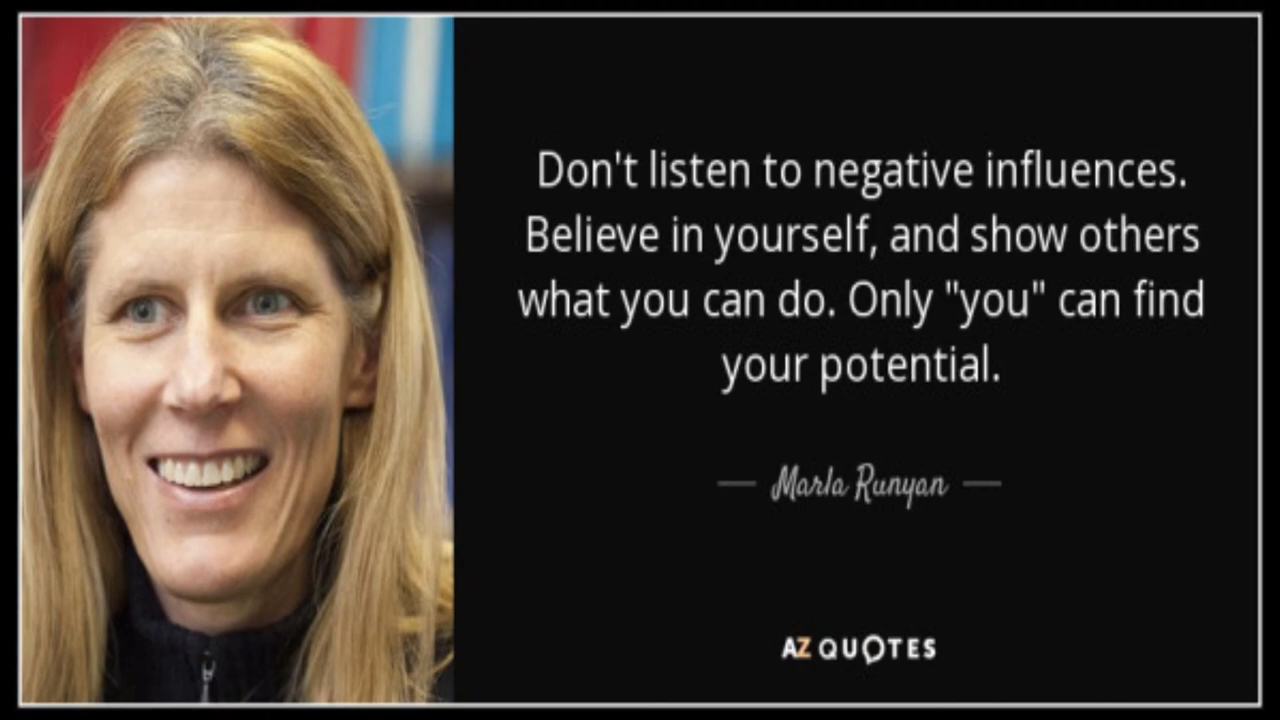 Don't listen to negative influences.
Believe in yourself, and show others
what you can do. Only "you" can find
your potential.
Marla Runyan
AZ QUOTES